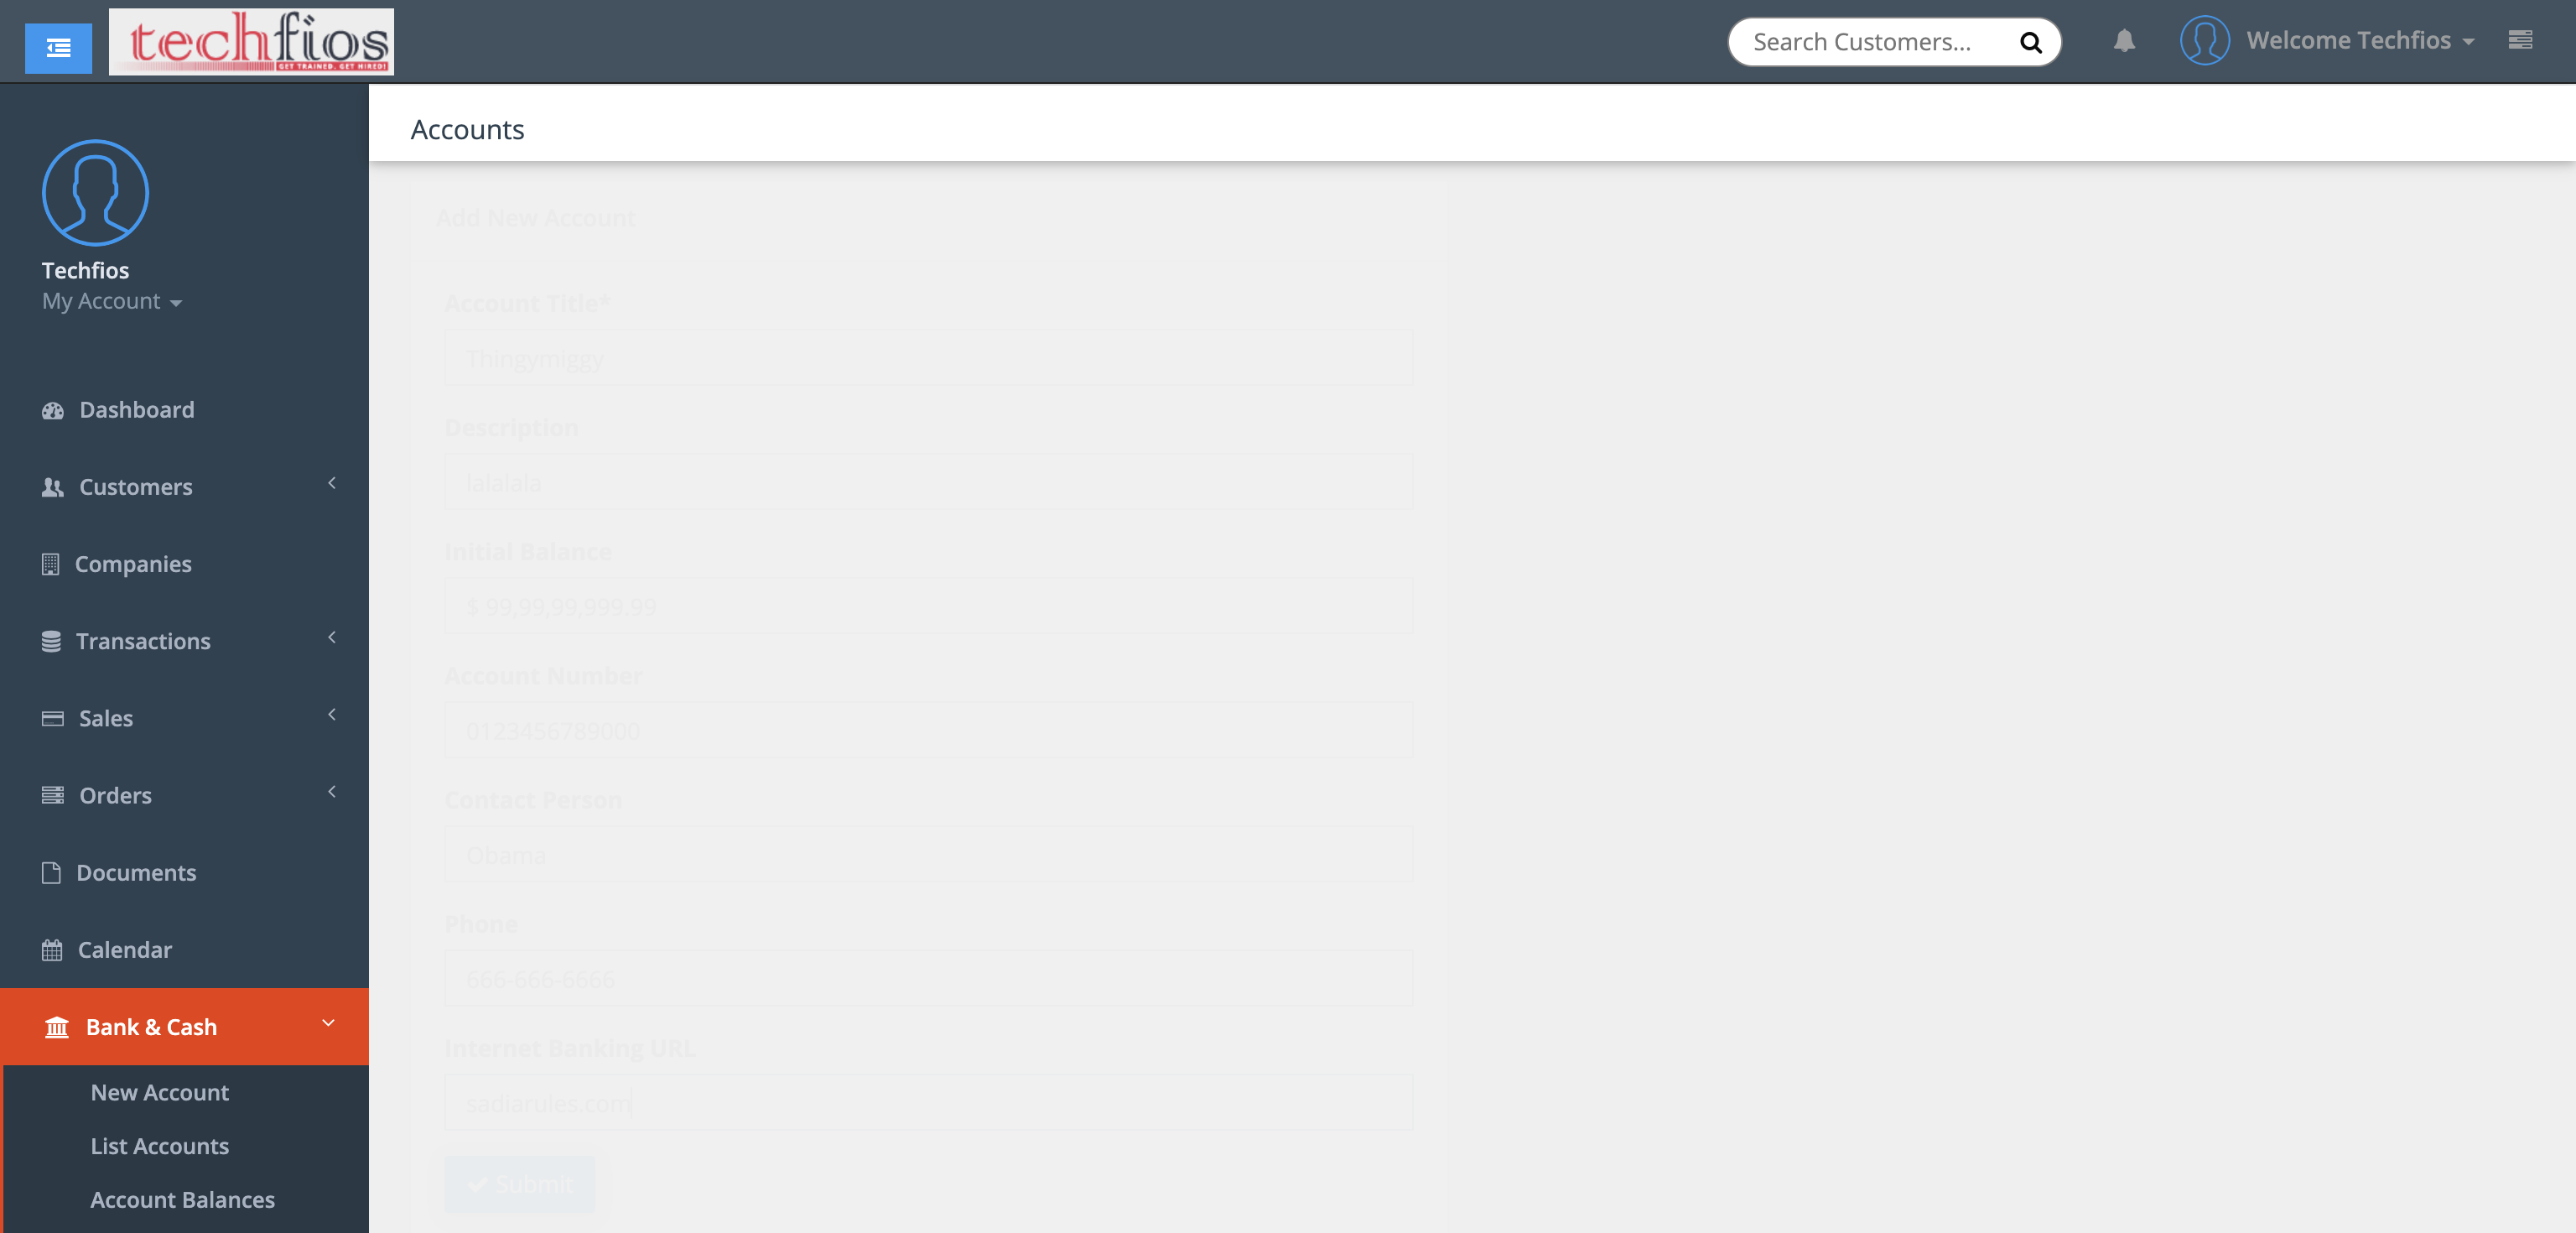 techfios
GET TRAINED. GET HIRED!
Search Customers...
Welcome Techfios
Accounts
Techfios
My Account
Dashboard
Customers
Companies
Transactions
Sales
Orders
Documents
Calendar
Bank & Cash
New Account
List Accounts
Account Balances
Add New Account
Account Title*
Thingymiggy
Description
lalalala
Initial Balance
$ 99,99,99,999.99
Account Number
0123456789000
Contact Person
Obama
Phone
666-666-6666
Internet Banking URL
sadiarules.com
Submit